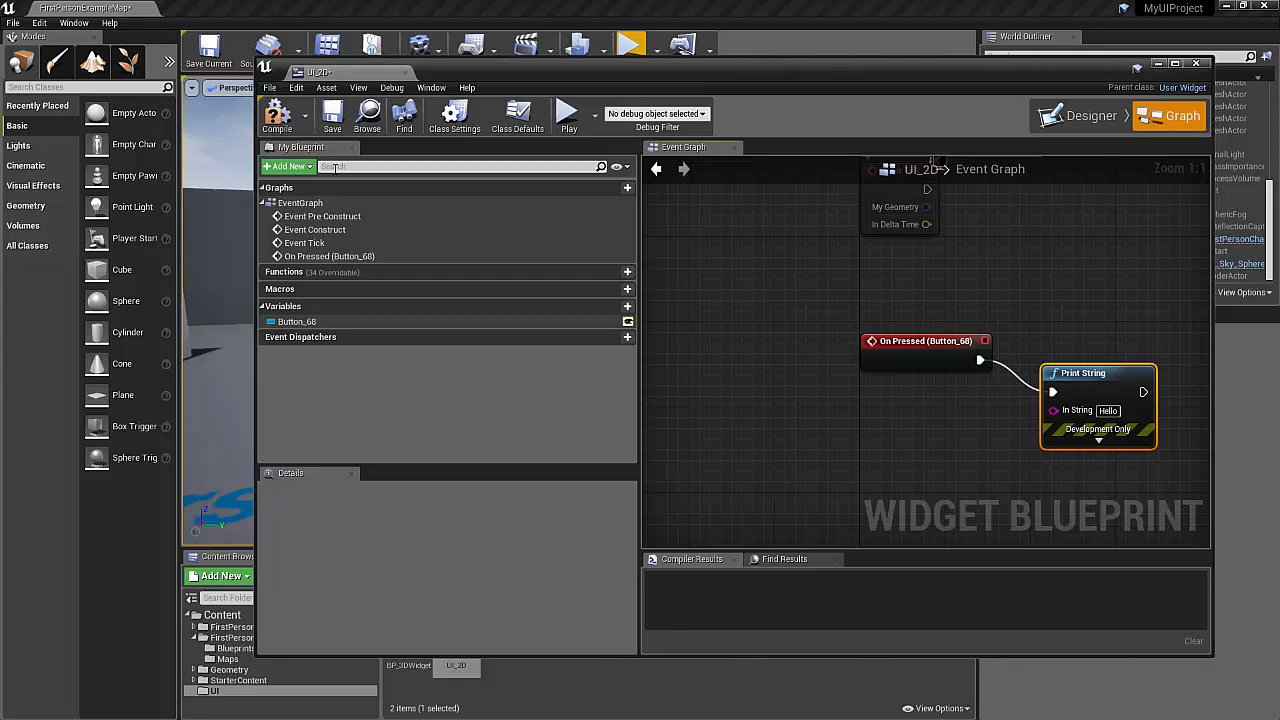 FirstPersonExampleMap*
MyUIProject
File Edit Window Help
Modes
World Outliner
Search Classes
Save Current
Recently Placed
Basic
Lights
Cinematic
Visual Effects
Geometry
Volumes
All Classes
Empty Acto
Empty Char
Empty Pawn
Point Light
Player Start
Cube
Sphere
Cylinder
Cone
Plane
Box Trigger
Sphere Trig
Perspecti
UI_2D*
File Edit Asset View Debug Window Help
Parent class: User Widget
Compile
Save
Browse
Find
Class Settings
Class Defaults
Play
No debug object selected
Debug Filter
Designer
Graph
My Blueprint
+Add New
Search
Graphs
EventGraph
Event Pre Construct
Event Construct
Event Tick
On Pressed (Button_68)
Functions (34 Overridable)
Macros
Variables
Button_68
Event Dispatchers
Details
Event Graph
UI_2D
Event Graph
Zoom 1:1
My Geometry
In Delta Time
On Pressed (Button_68)
Print String
In String Hello
Development Only
WIDGET BLUEPRINT
Compiler Results
Find Results
Clear
MeshActor
MeshActor
MeshActor
MeshActor
MeshActor
View Options
Content Brow
Add New
Search Folder
Content
FirstPerson
FirstPerson
Blueprints
Maps
Geometry
StarterContent
UI
BP_3DWidget
UI_2D
2 items (1 selected)
View Options